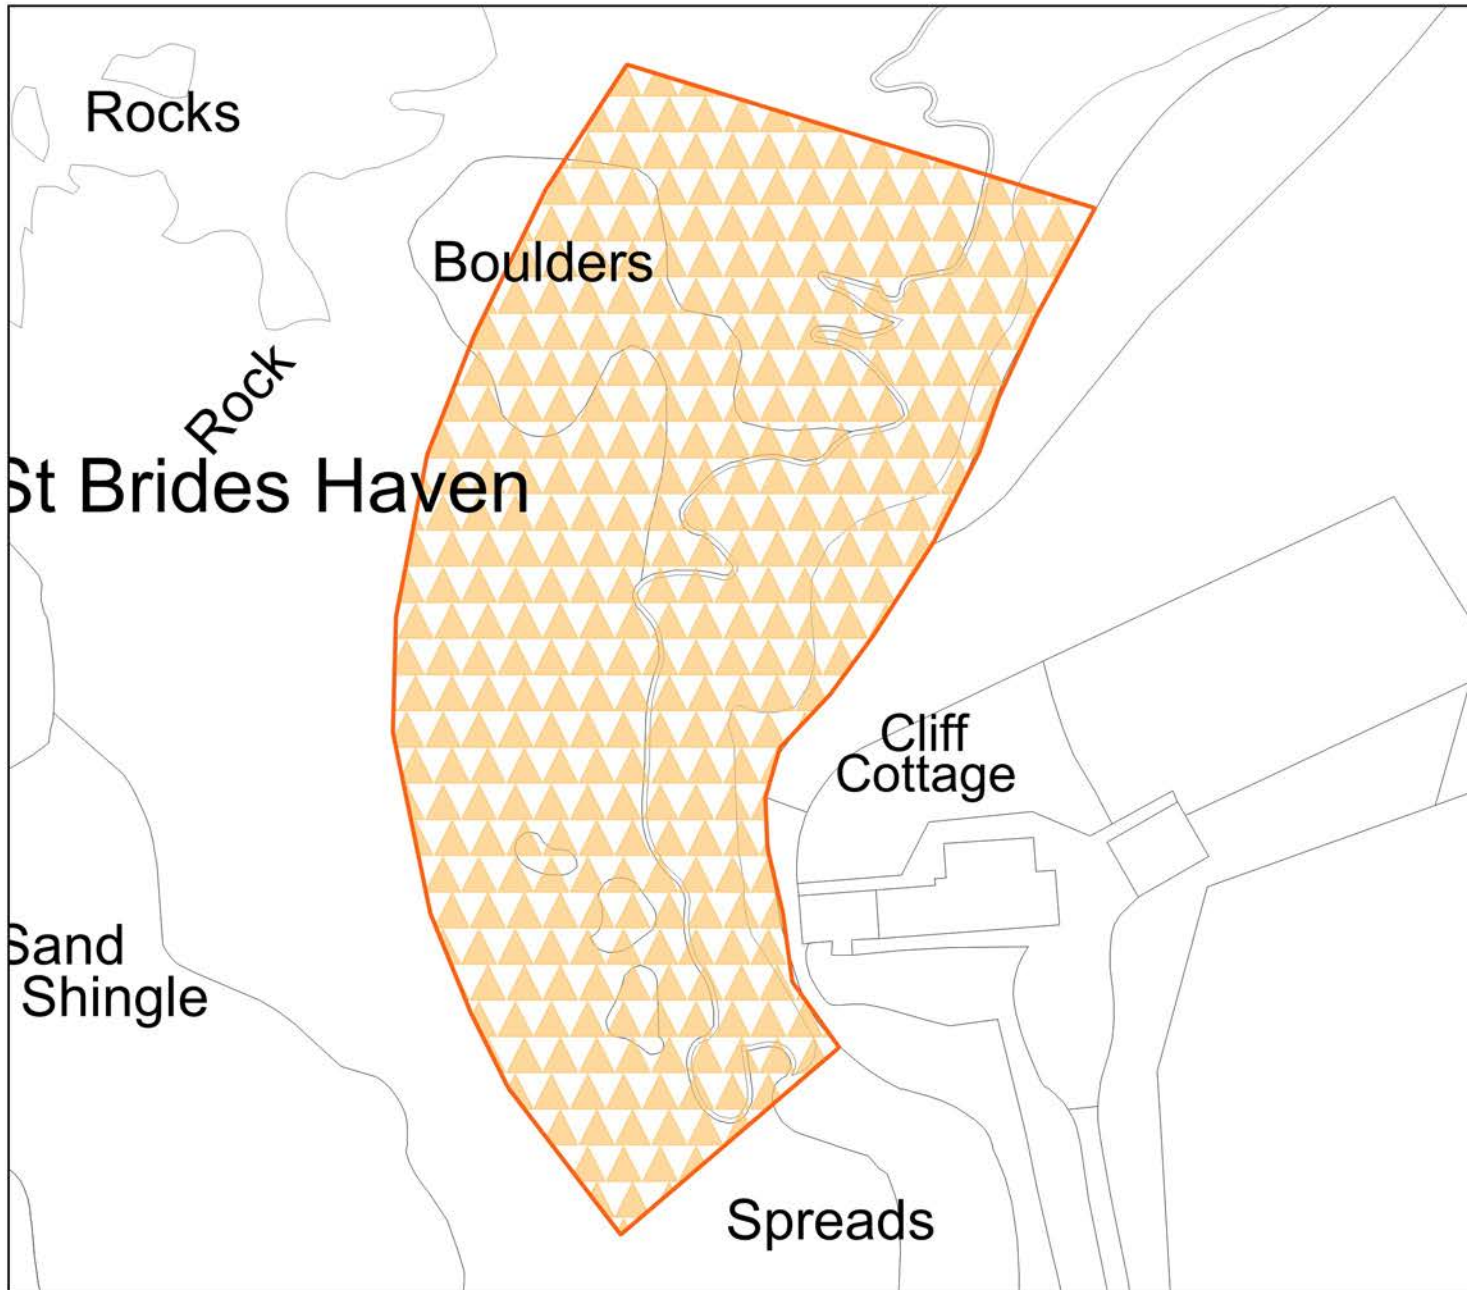 Rocks
Boulders
Rock
St Brides Haven
Cliff
Cottage
Sand
Shingle
Spreads